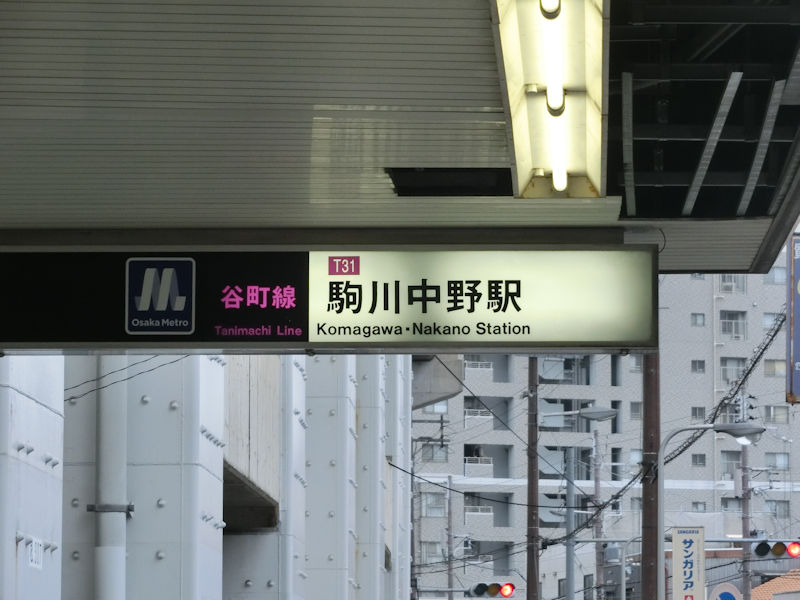 T31
谷町線
駒川中野駅
Osaka Metro
Tanimachi Line
Komagawa・Nakano Station
SANGARIA
サンガリア